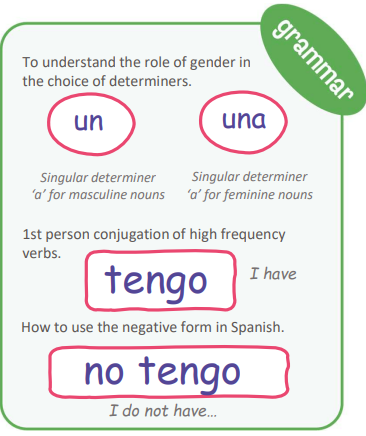 grammar
To understand the role of gender in
the choice of determiners.
un una
Singular determiner Singular determiner
‘a’ for masculine nouns ‘a’ for feminine nouns
1st person conjugation of high frequency
verbs.
tengo I have
How to use the negative form in Spanish.
no tengo
I do not have…